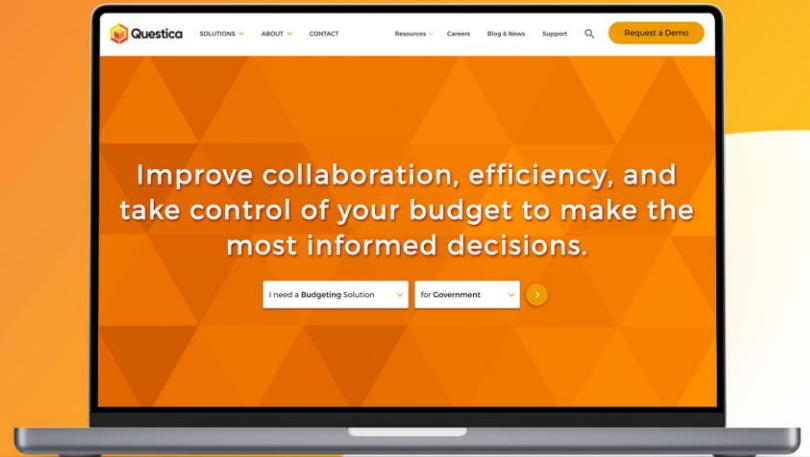 Questica SOLUTIONS ABOUT CONTACT Resources Careers Blog & News Support Request a Demo
Improve collaboration, efficiency, and
take control of your budget to make the
most informed decisions.
I need a Budgeting Solution for Government